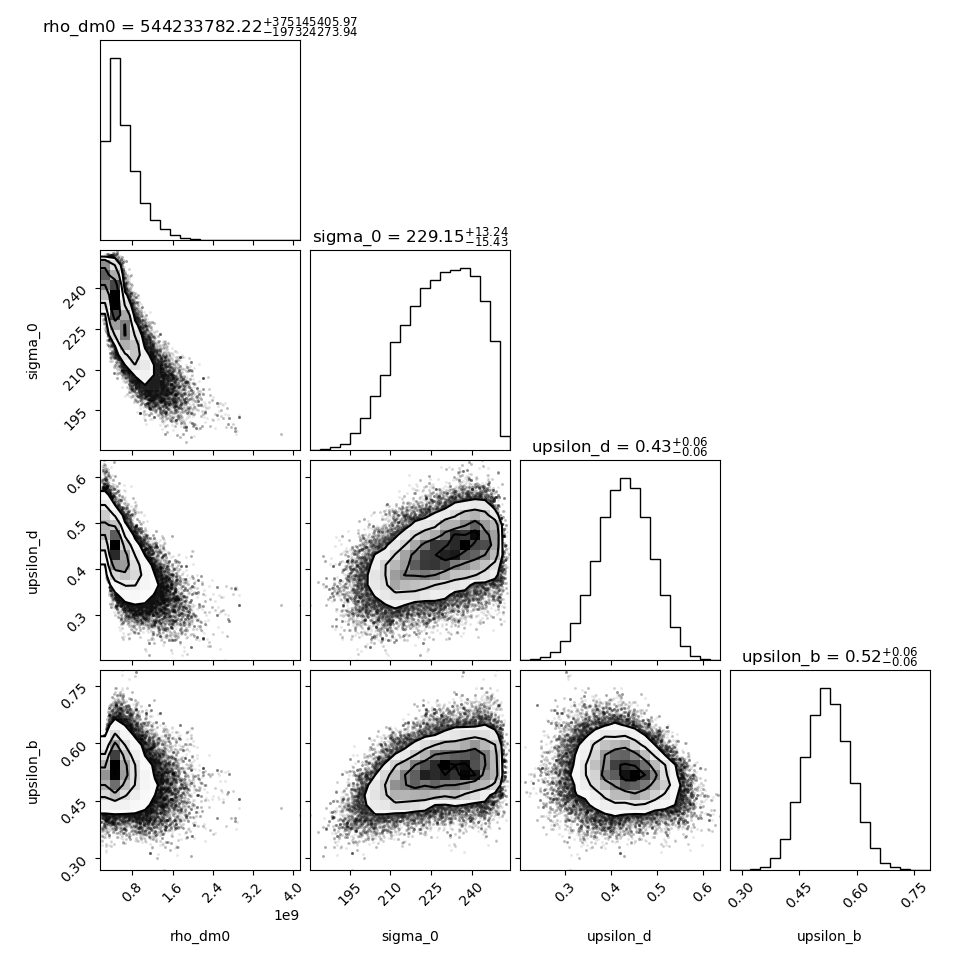 rho_dm0 = 544233782.22 +375145405.97 -197324273.94
sigma_0 = 229.15 +13.24 -15.43
sigma_0
240
225
210
195
upsilon_d = 0.43 +0.06 -0.06
upsilon_d
0.6
0.5
0.4
0.3
upsilon_b = 0.52 +0.06 -0.06
upsilon_b
0.75
0.60
0.45
0.30
0.8 1.6 2.4 3.2 4.0
1e9
195 210 225 240
0.3 0.4 0.5 0.6
0.30 0.45 0.60 0.75
rho_dm0 sigma_0 upsilon_d upsilon_b